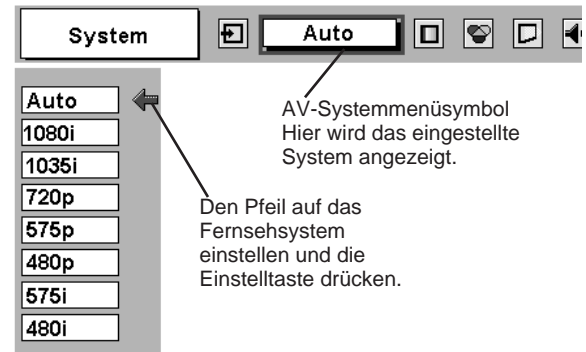 System
Auto
AV-Systemmenüsymbol
Hier wird das eingestellte
System angezeigt.
Auto
1080i
1035i
720p
575p
480p
575i
480i
Den Pfeil auf das
Fernsehsystem
einstellen und die
Einstelltaste drücken.